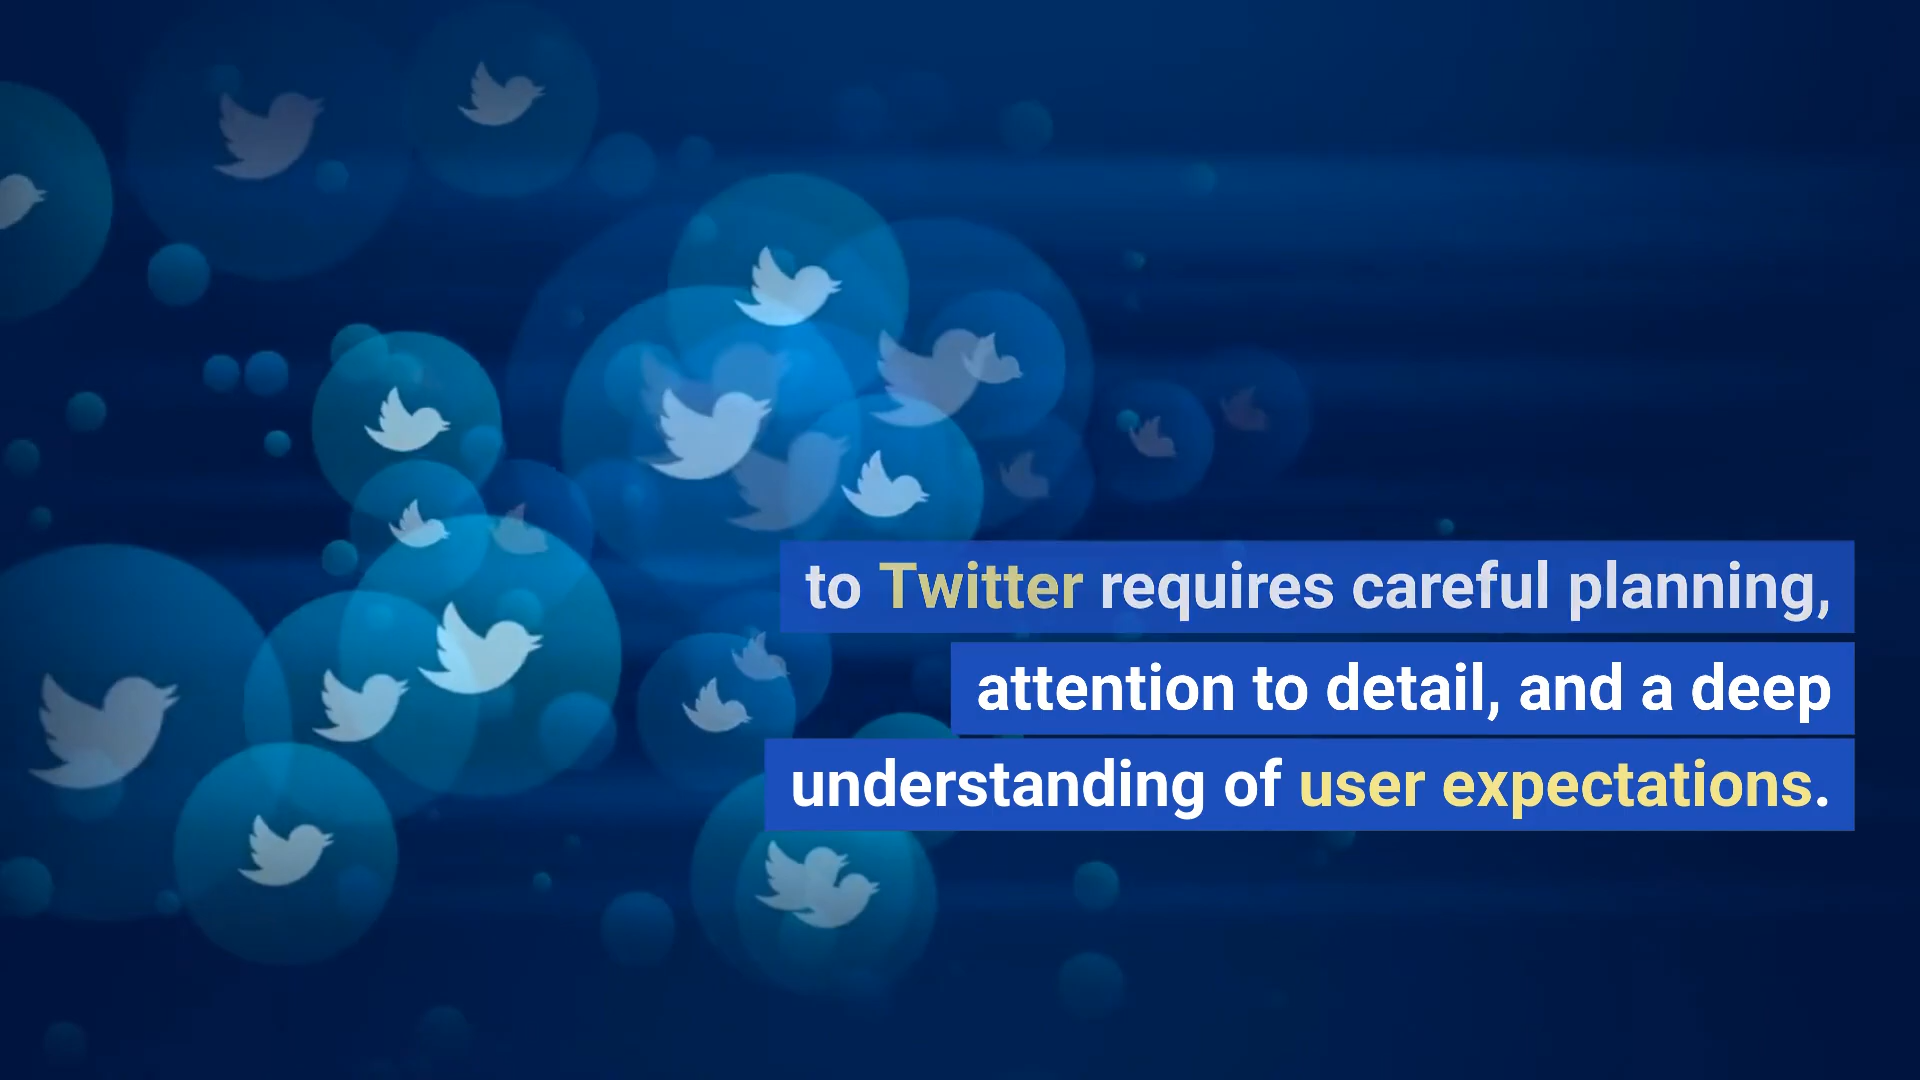 to Twitter requires careful planning,
attention to detail, and a deep
understanding of user expectations.